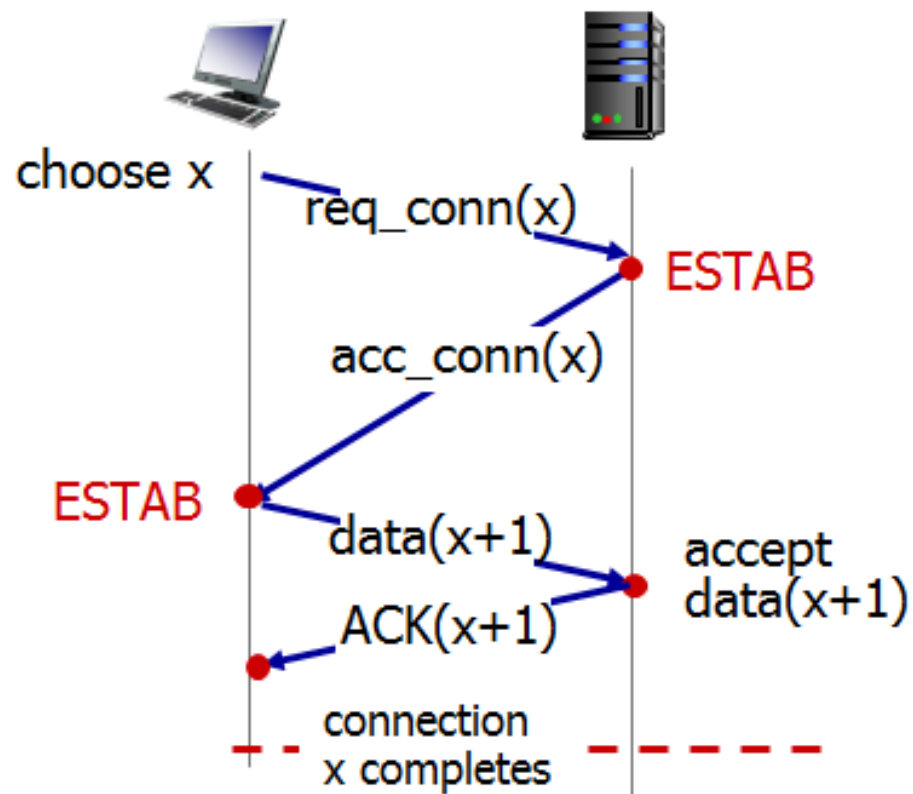 choose x
req_conn(x)
ESTAB
acc_conn(x)
ESTAB
data(x+1)
accept
data(x+1)
ACK(x+1)
connection
x completes